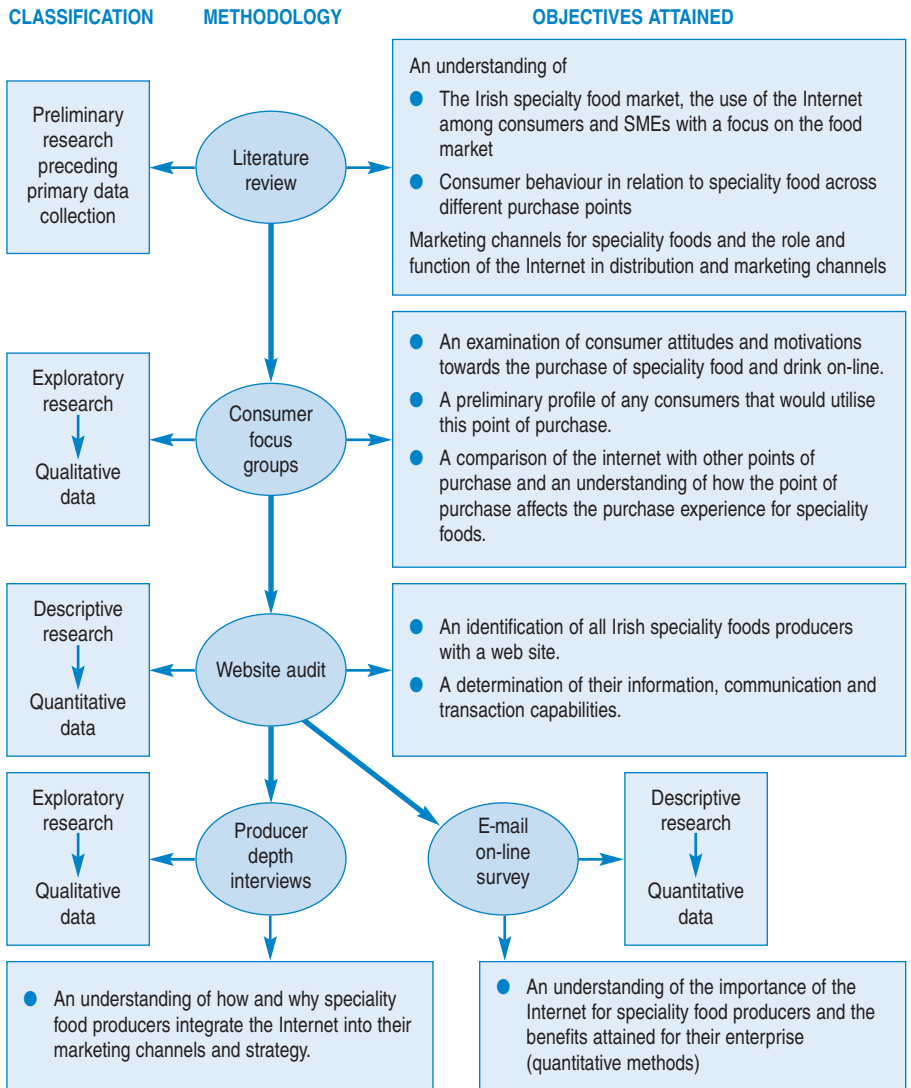 CLASSIFICATION METHODOLOGY OBJECTIVES ATTAINED
Preliminary
research
preceding
primary data
collection
Literature
review
An understanding of
● The Irish specialty food market, the use of the Internet
among consumers and SMEs with a focus on the food
market
● Consumer behaviour in relation to speciality food across
different purchase points
Marketing channels for speciality foods and the role and
function of the Internet in distribution and marketing channels
Exploratory
research
Qualitative
data
Consumer
focus
groups
● An examination of consumer attitudes and motivations
towards the purchase of speciality food and drink on-line.
● A preliminary profile of any consumers that would utilise
this point of purchase.
● A comparison of the internet with other points of
purchase and an understanding of how the point of
purchase affects the purchase experience for speciality
foods.
Descriptive
research
Quantitative
data
Website audit
● An identification of all Irish speciality foods producers
with a web site.
● A determination of their information, communication and
transaction capabilities.
Exploratory
research
Qualitative
data
Producer
depth
interviews
E-mail
on-line
survey
Descriptive
research
Quantitative
data
● An understanding of how and why speciality
food producers integrate the Internet into their
marketing channels and strategy.
● An understanding of the importance of the
Internet for speciality food producers and the
benefits attained for their enterprise
(quantitative methods)